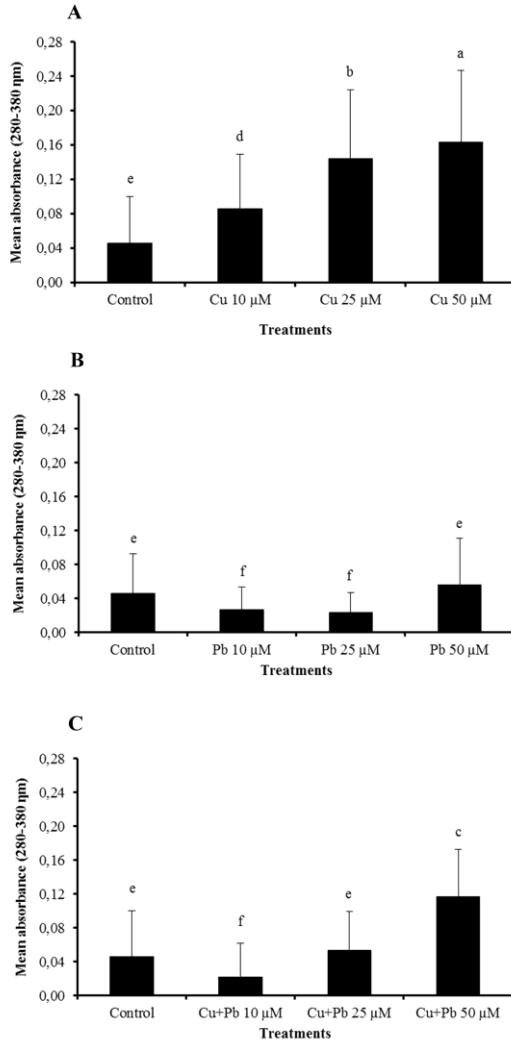 A
Mean absorbance (280-380 ηm)
0,28
0,24
0,20
0,16
0,12
0,08
0,04
0,00
e
d
b
a
Control
Cu 10 µM
Cu 25 µM
Cu 50 µM
Treatments
B
Mean absorbance (280-380 ηm)
0,28
0,24
0,20
0,16
0,12
0,08
0,04
0,00
e
f
f
e
Control
Pb 10 µM
Pb 25 µM
Pb 50 µM
Treatments
C
Mean absorbance (280-380 ηm)
0,28
0,24
0,20
0,16
0,12
0,08
0,04
0,00
e
f
e
c
Control
Cu+Pb 10 µM
Cu+Pb 25 µM
Cu+Pb 50 µM
Treatments